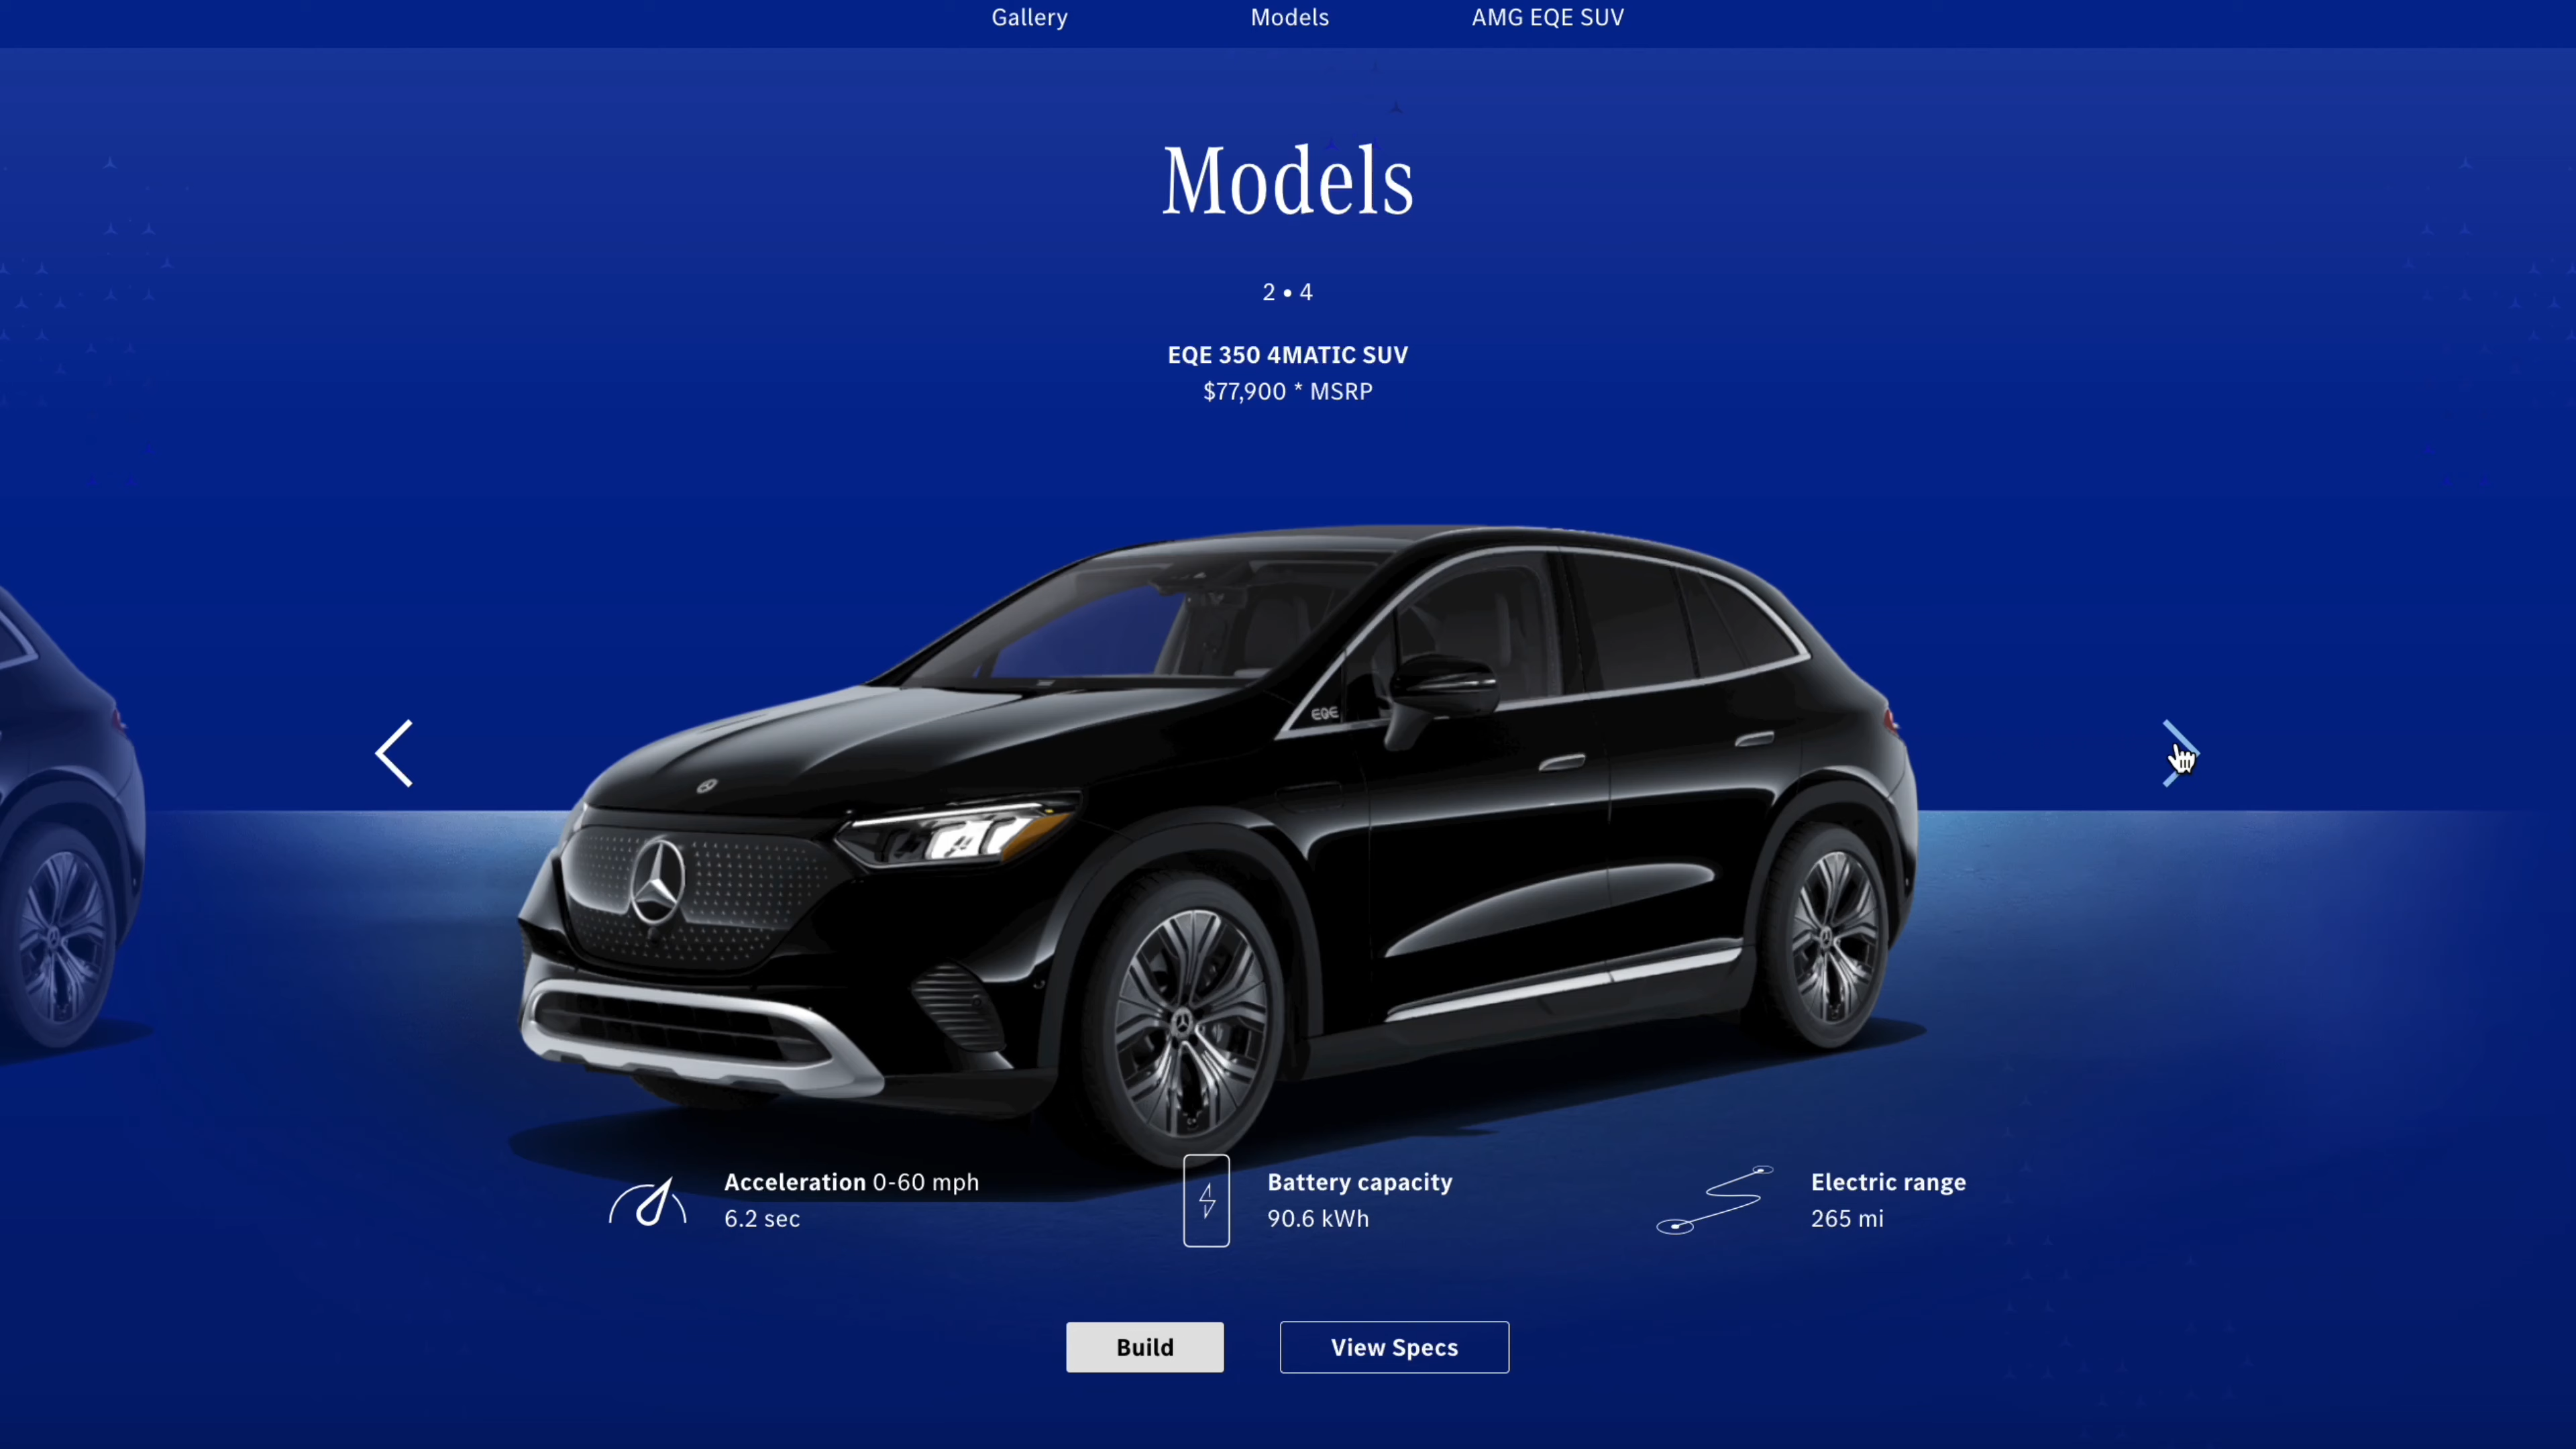 Gallery
Models
AMG EQE SUV
Models
2 • 4
EQE 350 4MATIC SUV
$77,900 * MSRP
EQE
Acceleration 0-60 mph
6.2 sec
Battery capacity
90.6 kWh
Electric range
265 mi
Build
View Specs